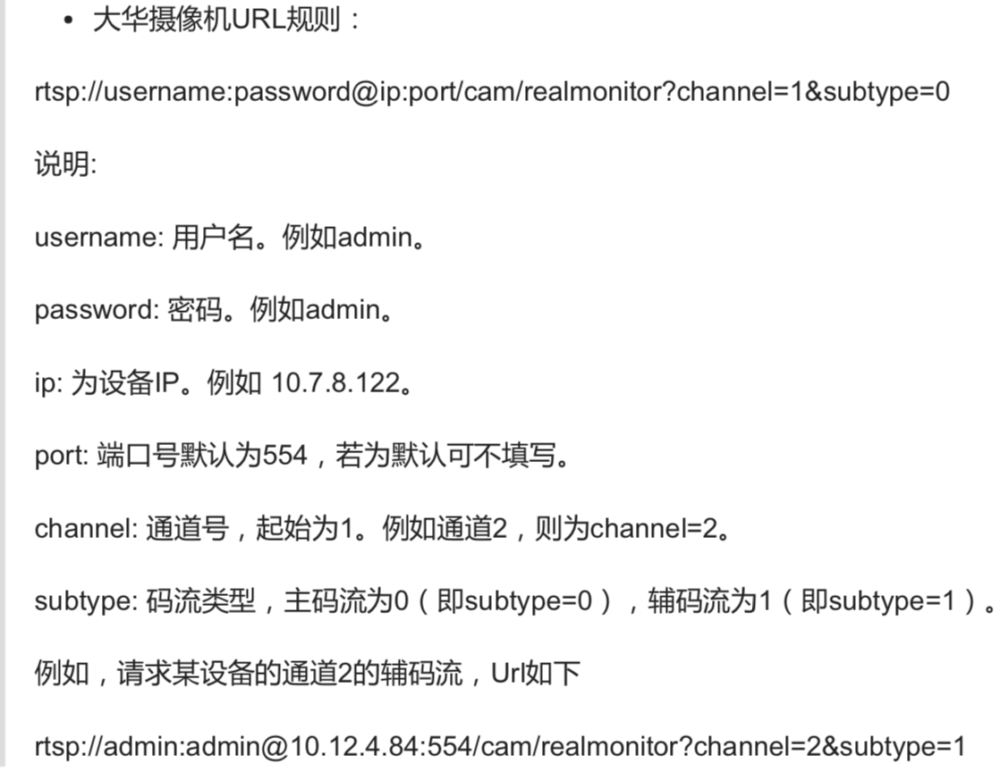 • 大华摄像机URL规则：
rtsp://username:password@ip:port/cam/realmonitor?channel=1&subtype=0
说明:
username: 用户名。例如admin。
password: 密码。例如admin。
ip: 为设备IP。例如 10.7.8.122。
port: 端口号默认为554，若为默认可不填写。
channel: 通道号，起始为1。例如通道2，则为channel=2。
subtype: 码流类型，主码流为0（即subtype=0），辅码流为1（即subtype=1）。
例如，请求某设备的通道2的辅码流，Url如下
rtsp://admin:admin@10.12.4.84:554/cam/realmonitor?channel=2&subtype=1